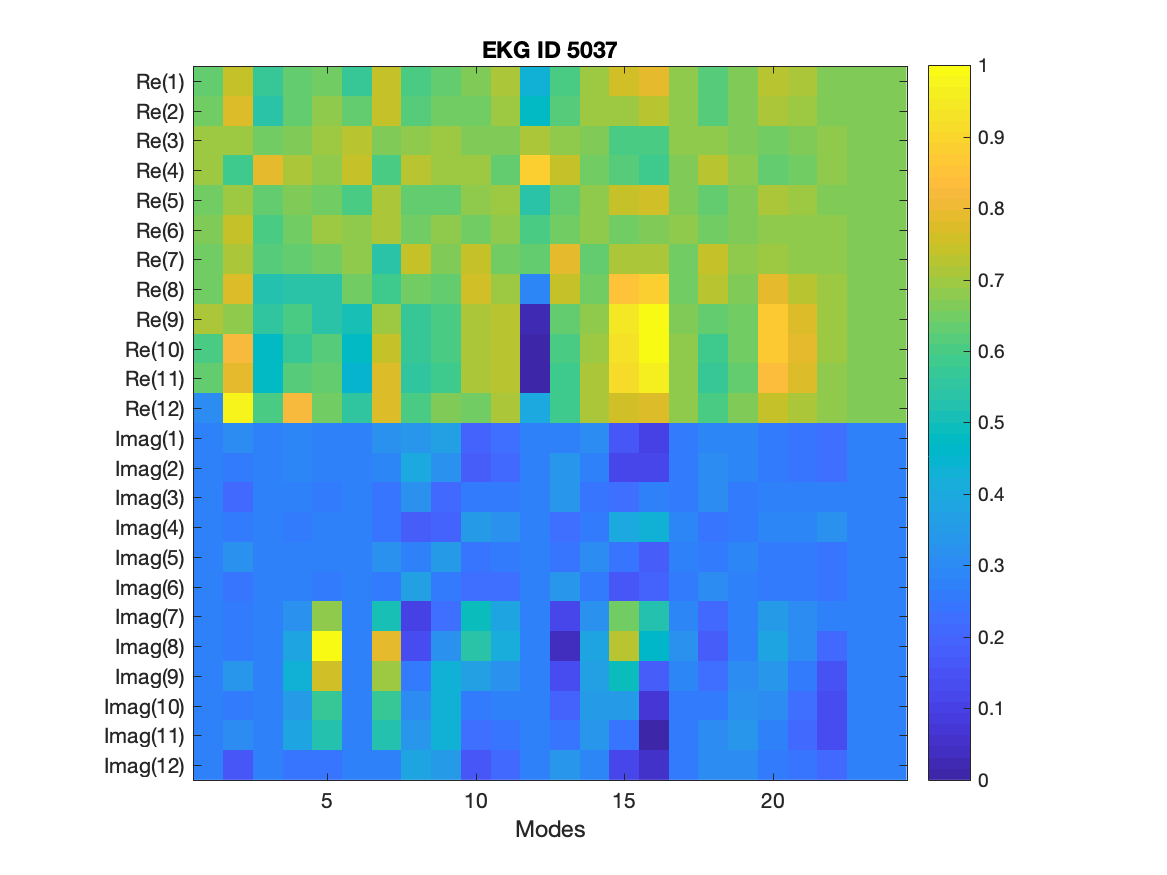 EKG ID 5037
Re(1)
Re(2)
Re(3)
Re(4)
Re(5)
Re(6)
Re(7)
Re(8)
Re(9)
Re(10)
Re(11)
Re(12)
Imag(1)
Imag(2)
Imag(3)
Imag(4)
Imag(5)
Imag(6)
Imag(7)
Imag(8)
Imag(9)
Imag(10)
Imag(11)
Imag(12)
5 10 15 20
Modes
1
0.9
0.8
0.7
0.6
0.5
0.4
0.3
0.2
0.1
0